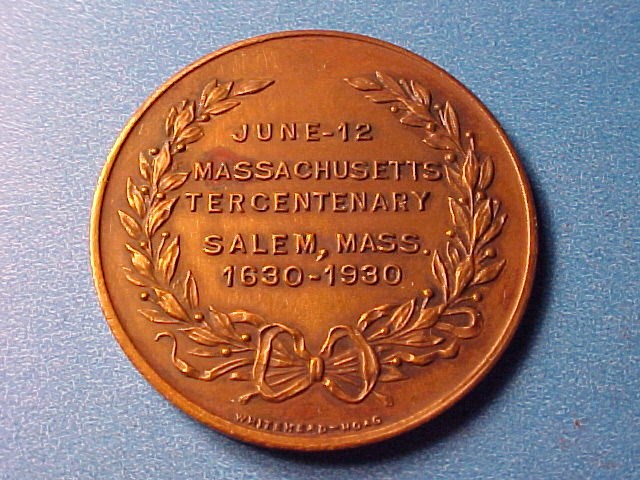 JUNE-12
MASSACHUSETTS
TERCENTENARY
SALEM, MASS.
1630-1930
WHITEHEAD-HOAG